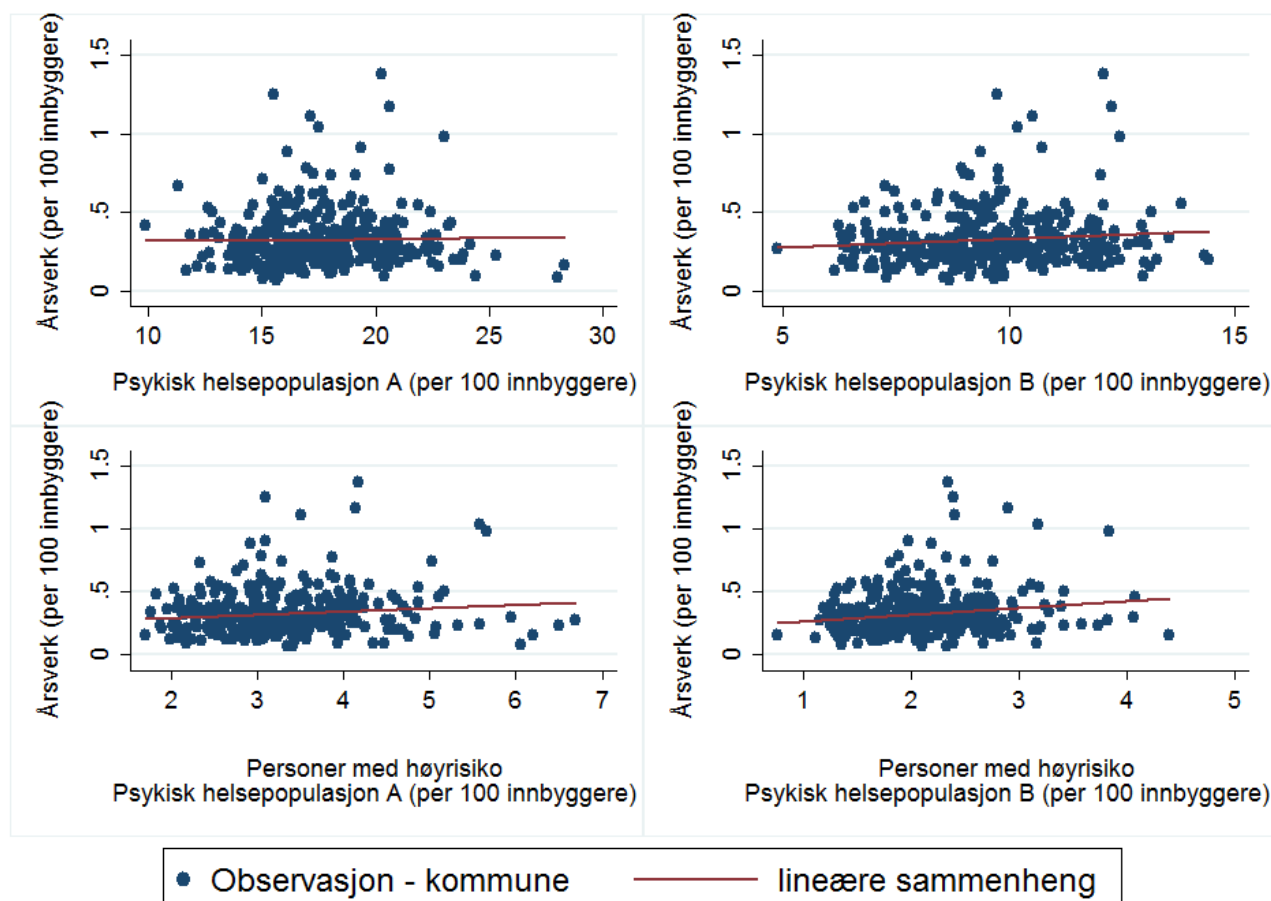 Årsverk (per 100 innbyggere)
1.5
1
.5
0
10 15 20 25 30
Psykisk helsepopulasjon A (per 100 innbyggere)
Årsverk (per 100 innbyggere)
1.5
1
.5
0
5 10 15
Psykisk helsepopulasjon B (per 100 innbyggere)
Årsverk (per 100 innbyggere)
1.5
1
.5
0
2 3 4 5 6 7
Personer med høyrisiko
Psykisk helsepopulasjon A (per 100 innbyggere)
Årsverk (per 100 innbyggere)
1.5
1
.5
0
1 2 3 4 5
Personer med høyrisiko
Psykisk helsepopulasjon B (per 100 innbyggere)
Observasjon - kommune lineære sammenheng